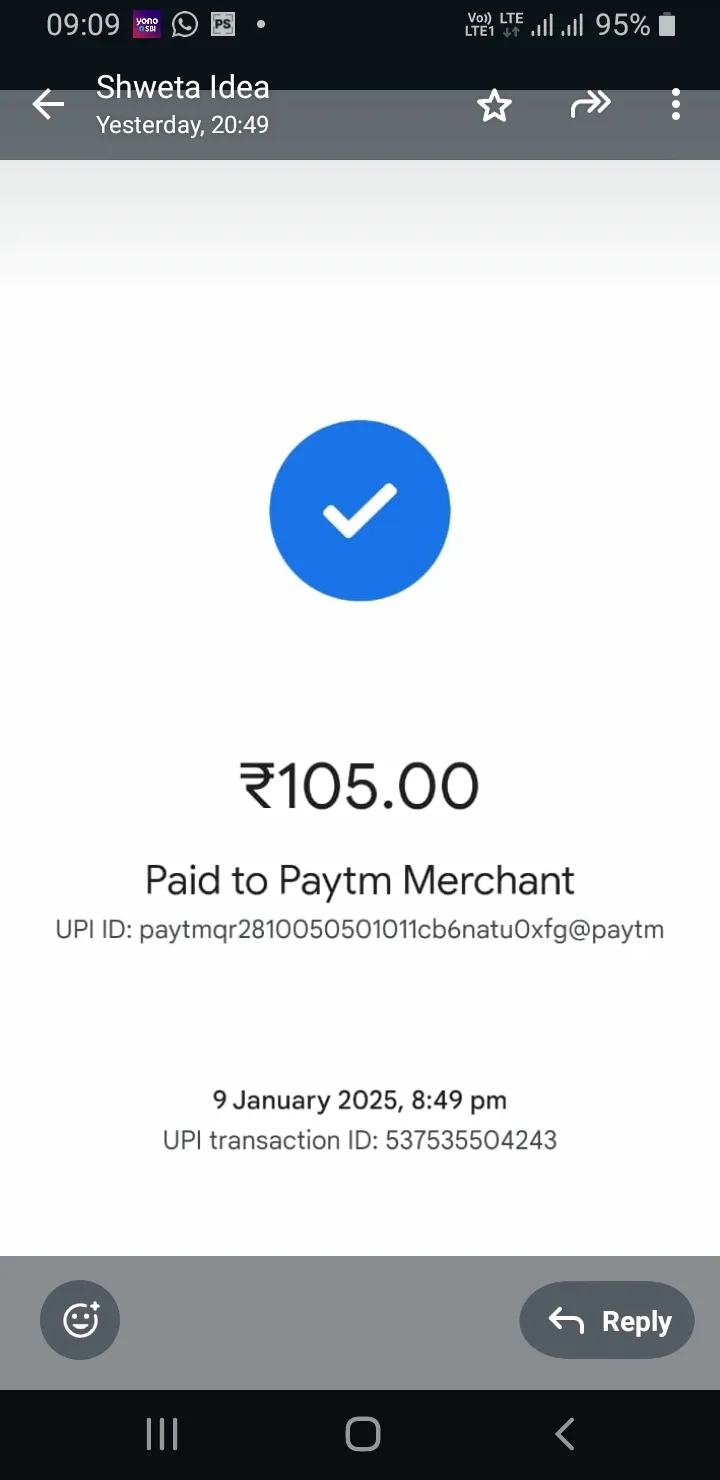 09:09 yono SBI PS Vo)) LTE LTE1 95%
Shweta Idea
Yesterday, 20:49
₹105.00
Paid to Paytm Merchant
UPI ID: paytmqr2810050501011cb6natu0xfg@paytm
9 January 2025, 8:49 pm
UPI transaction ID: 537535504243
Reply